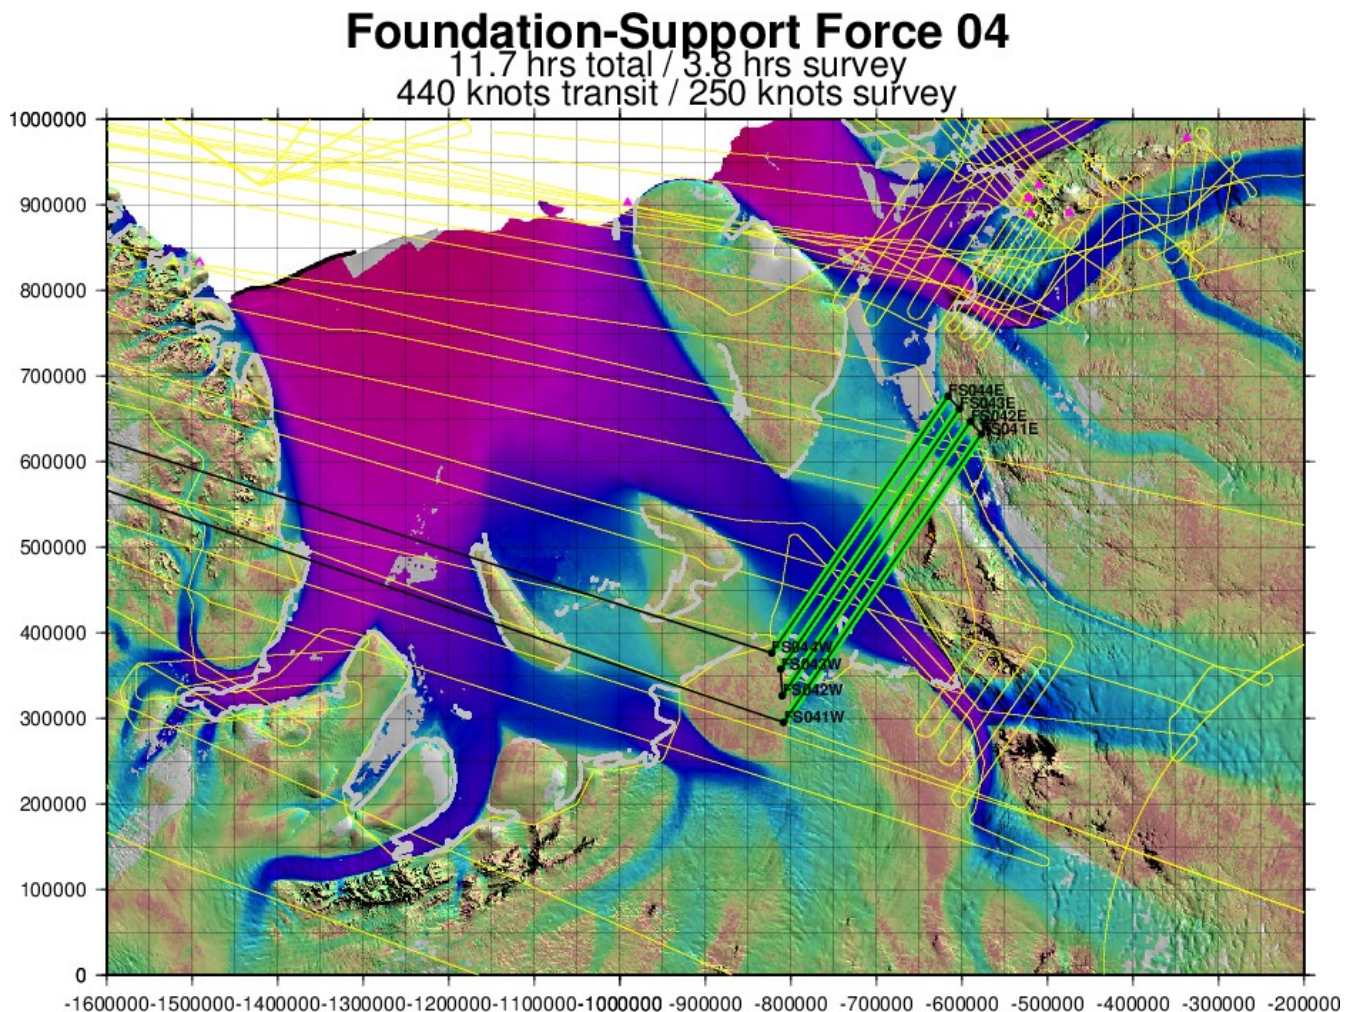 Foundation-Support Force 04
11.7 hrs total / 3.8 hrs survey
440 knots transit / 250 knots survey
1000000
900000
800000
700000
600000
500000
400000
300000
200000
100000
0
FS044E
FS043E
FS042E
FS041E
FS044W
FS043W
FS042W
FS041W
-1600000 -1500000 -1400000 -1300000 -1200000 -1100000 -1000000 -900000 -800000 -700000 -600000 -500000 -400000 -300000 -200000